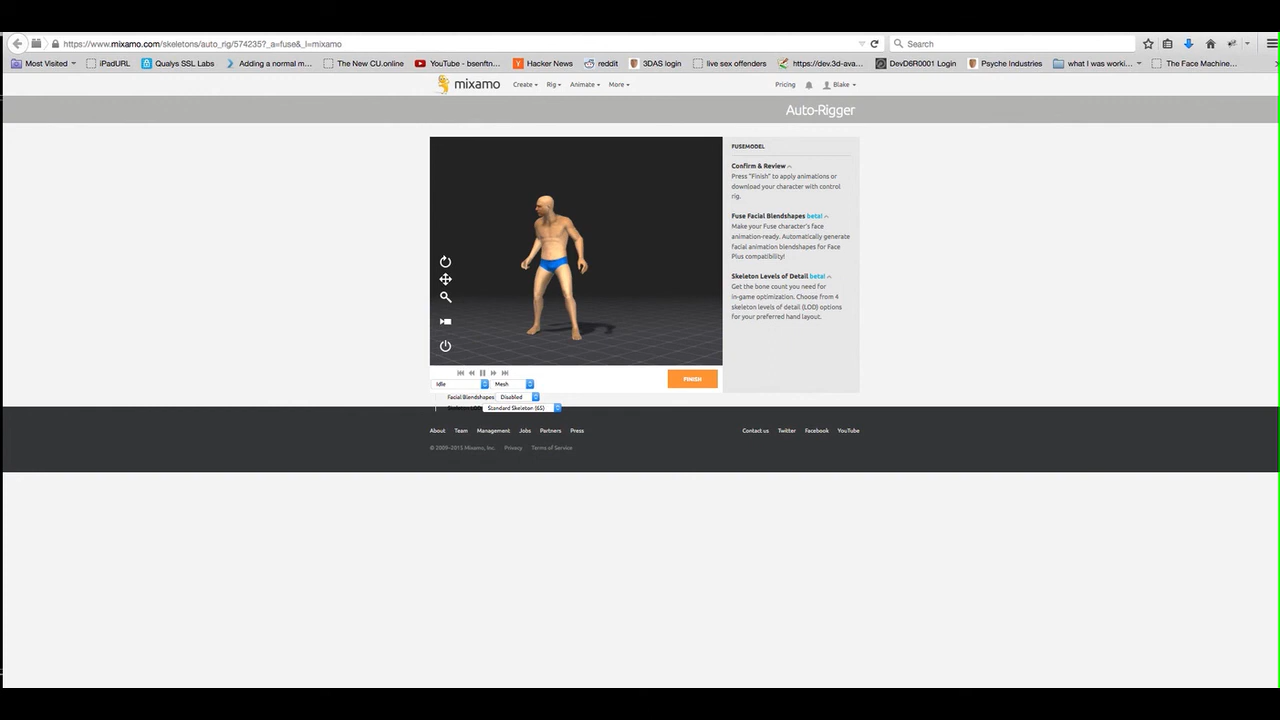 https://www.mixamo.com/skeletons/auto_rig/574235?_a=fuse&_l=mixamo
Search
Most Visited
iPadURL
Qualys SSL Labs
Adding a normal m...
The New CU.online
YouTube - bsenftn...
Hacker News
reddit
3DAS login
live sex offenders
https://dev.3d-ava...
DevD6R0001 Login
Psyche Industries
what I was worki...
The Face Machine...
mixamo
Create
Rig
Animate
More
Pricing
Blake
Auto-Rigger
FUSEMODEL
Confirm & Review
Press "Finish" to apply animations or
download your character with control
rig.
Fuse Facial Blendshapes beta!
Make your Fuse character's face
animation-ready. Automatically generate
facial animation blendshapes for Face
Plus compatibility!
Skeleton Levels of Detail beta!
Get the bone count you need for
in-game optimization. Choose from 4
skeleton levels of detail (LOD) options
for your preferred hand layout.
Idle
Mesh
FINISH
Facial Blendshapes
Disabled
Standard Skeleton (65)
About
Team
Management
Jobs
Partners
Press
Contact us
Twitter
Facebook
YouTube
© 2009-2015 Mixamo, Inc.
Privacy
Terms of Service